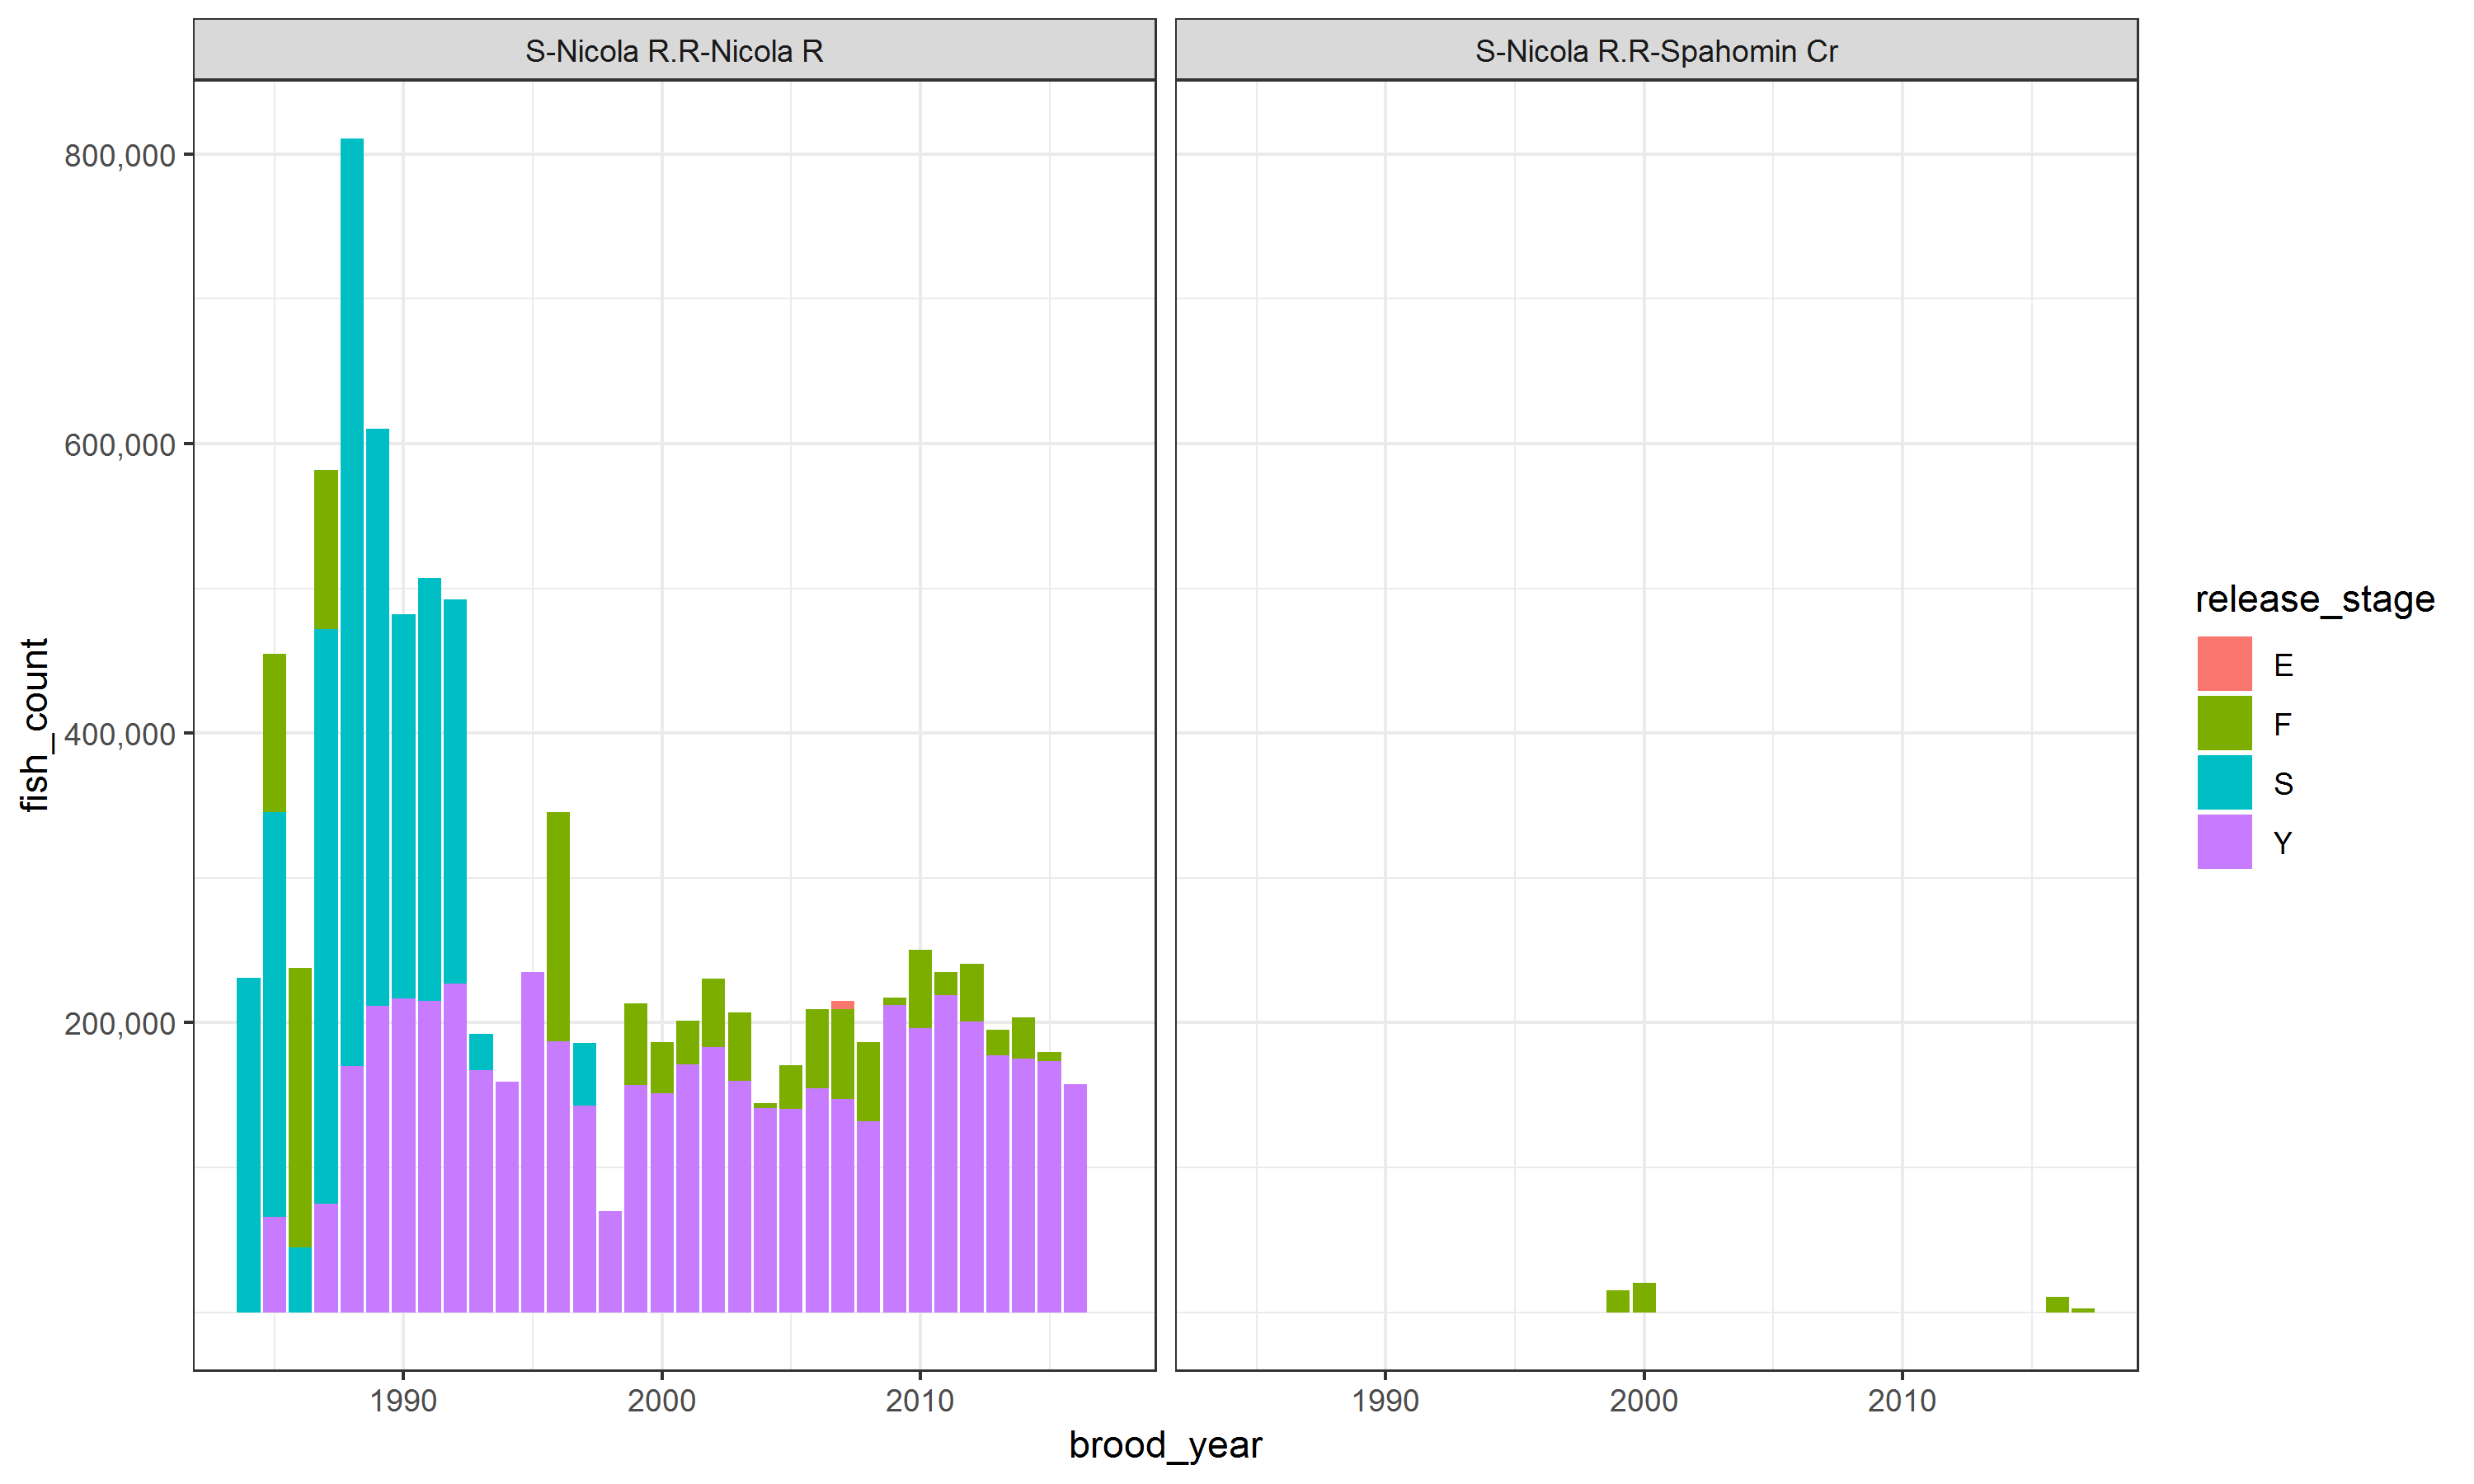 S-Nicola R.R-Nicola R
S-Nicola R.R-Spahomin Cr
800,000
600,000
400,000
200,000
fish_count
1990
2000
2010
1990
2000
2010
brood_year
release_stage
E
F
S
Y